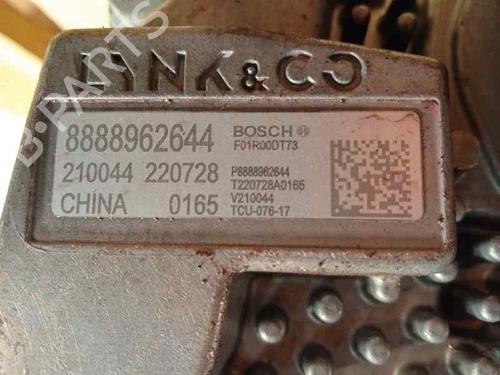 LYNK&CO
8888962644 BOSCH
F01R00DT73
210044 220728 P8888962644
T220728A0165
CHINA 0165 V210044
TCU-076-17
B-PARTS